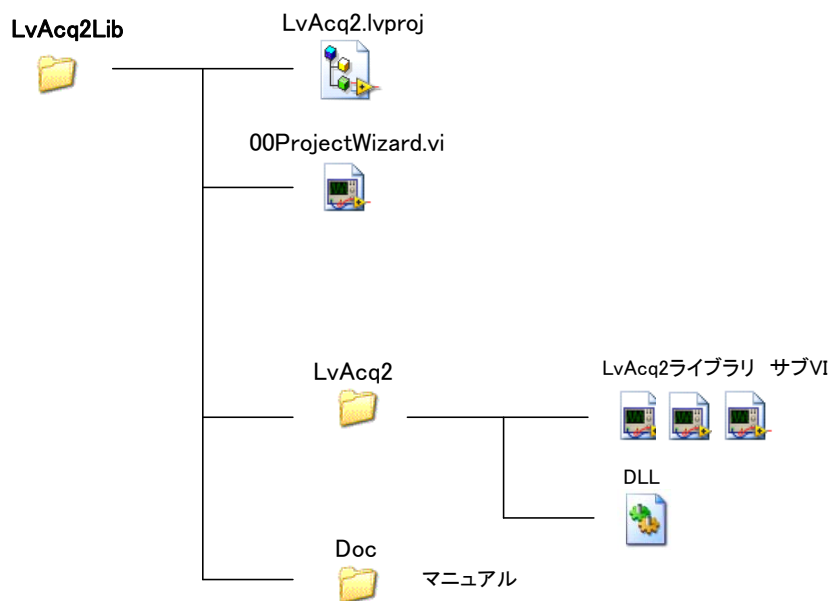 LvAcq2Lib
LvAcq2.lvproj
00ProjectWizard.vi
LvAcq2
LvAcq2ライブラリ サブVI
DLL
Doc
マニュアル